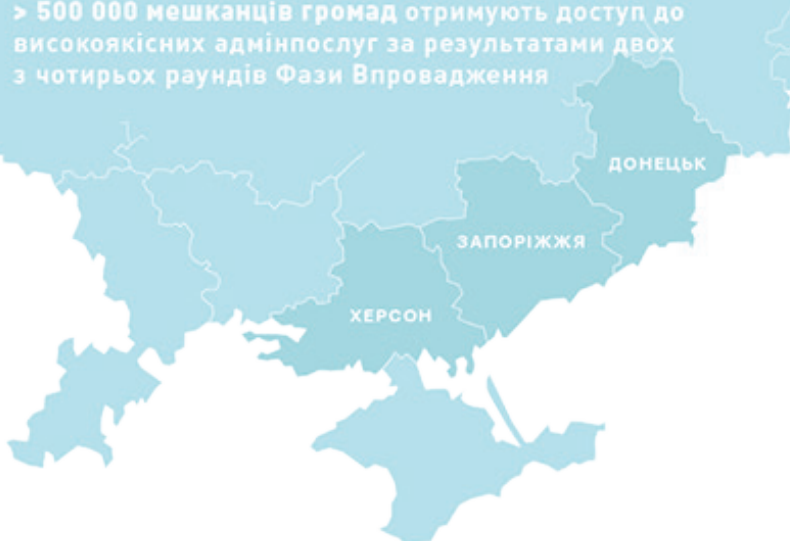 > 500 000 мешканців громад отримують доступ до
високоякісних адмінпослуг за результатами двох
з чотирьох раундів Фази Впровадження
ДОНЕЦЬК
ЗАПОРІЖЖЯ
ХЕРСОН